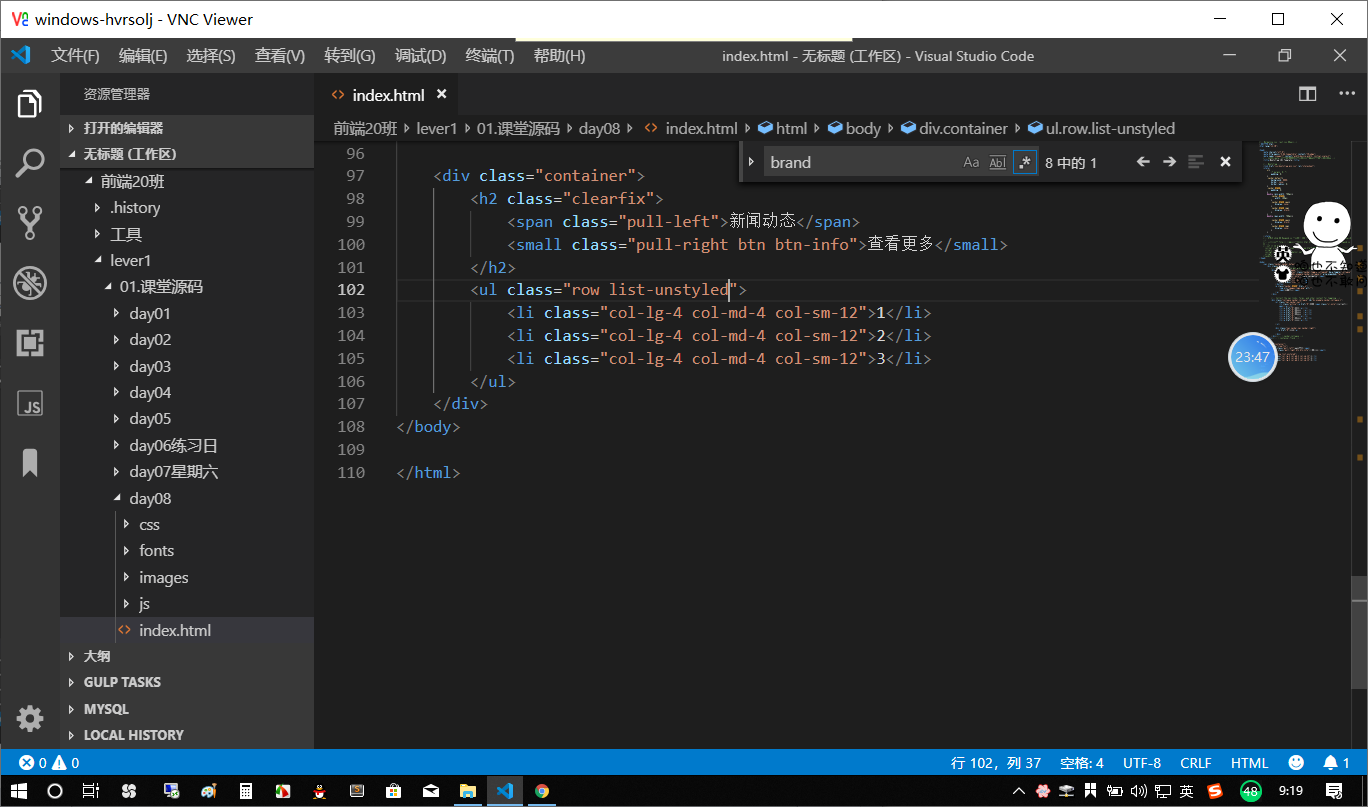 windows-hvrsolj - VNC Viewer
文件(F) 编辑(E) 选择(S) 查看(V) 转到(G) 调试(D) 终端(T) 帮助(H) index.html - 无标题 (工作区) - Visual Studio Code
资源管理器
index.html
打开的编辑器
前端20班 lever1 01.课堂源码 day08 index.html html body div.container ul.row.list-unstyled
无标题 (工作区)
brand Aa Abl .* 8 中的 1
前端20班
.history
工具
lever1
01.课堂源码
day01
day02
day03
day04
day05
day06练习日
day07星期六
day08
css
fonts
images
js
index.html
大纲
GULP TASKS
MYSQL
LOCAL HISTORY
JS
96
97 <div class="container">
98 <h2 class="clearfix">
99 <span class="pull-left">新闻动态</span>
100 <small class="pull-right btn btn-info">查看更多</small>
101 </h2>
102 <ul class="row list-unstyled">
103 <li class="col-lg-4 col-md-4 col-sm-12">1</li>
104 <li class="col-lg-4 col-md-4 col-sm-12">2</li>
105 <li class="col-lg-4 col-md-4 col-sm-12">3</li>
106 </ul>
107 </div>
108 </body>
109
110 </html>
23:47
0 0 行 102，列 37 空格: 4 UTF-8 CRLF HTML 1
英 48 9:19